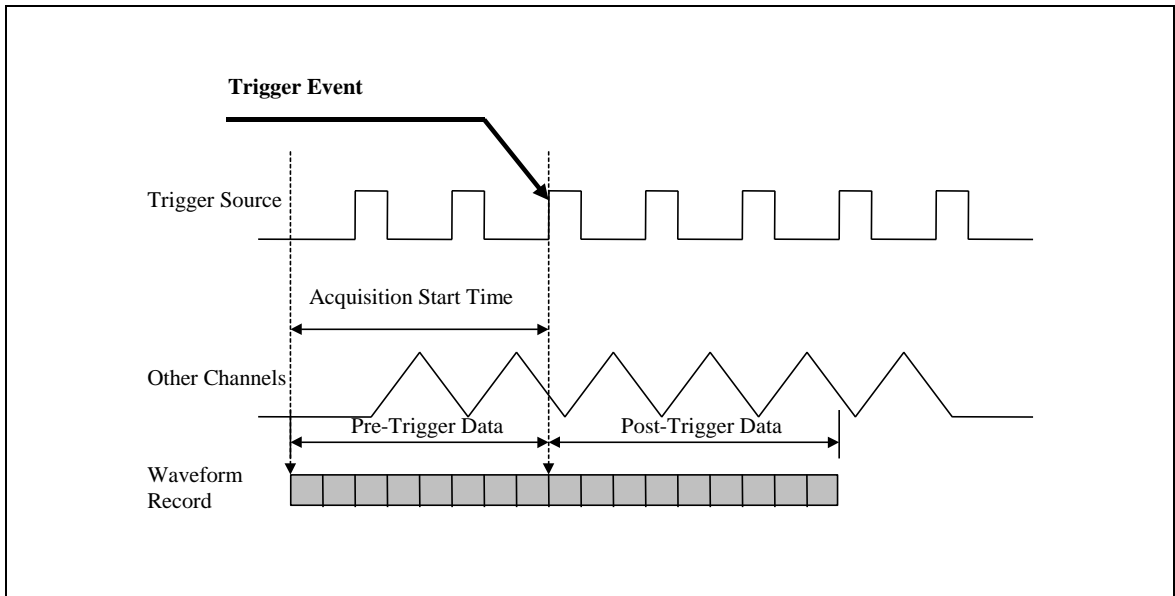 Trigger Event
Trigger Source
Acquisition Start Time
Other Channels
Pre-Trigger Data
Post-Trigger Data
Waveform
Record